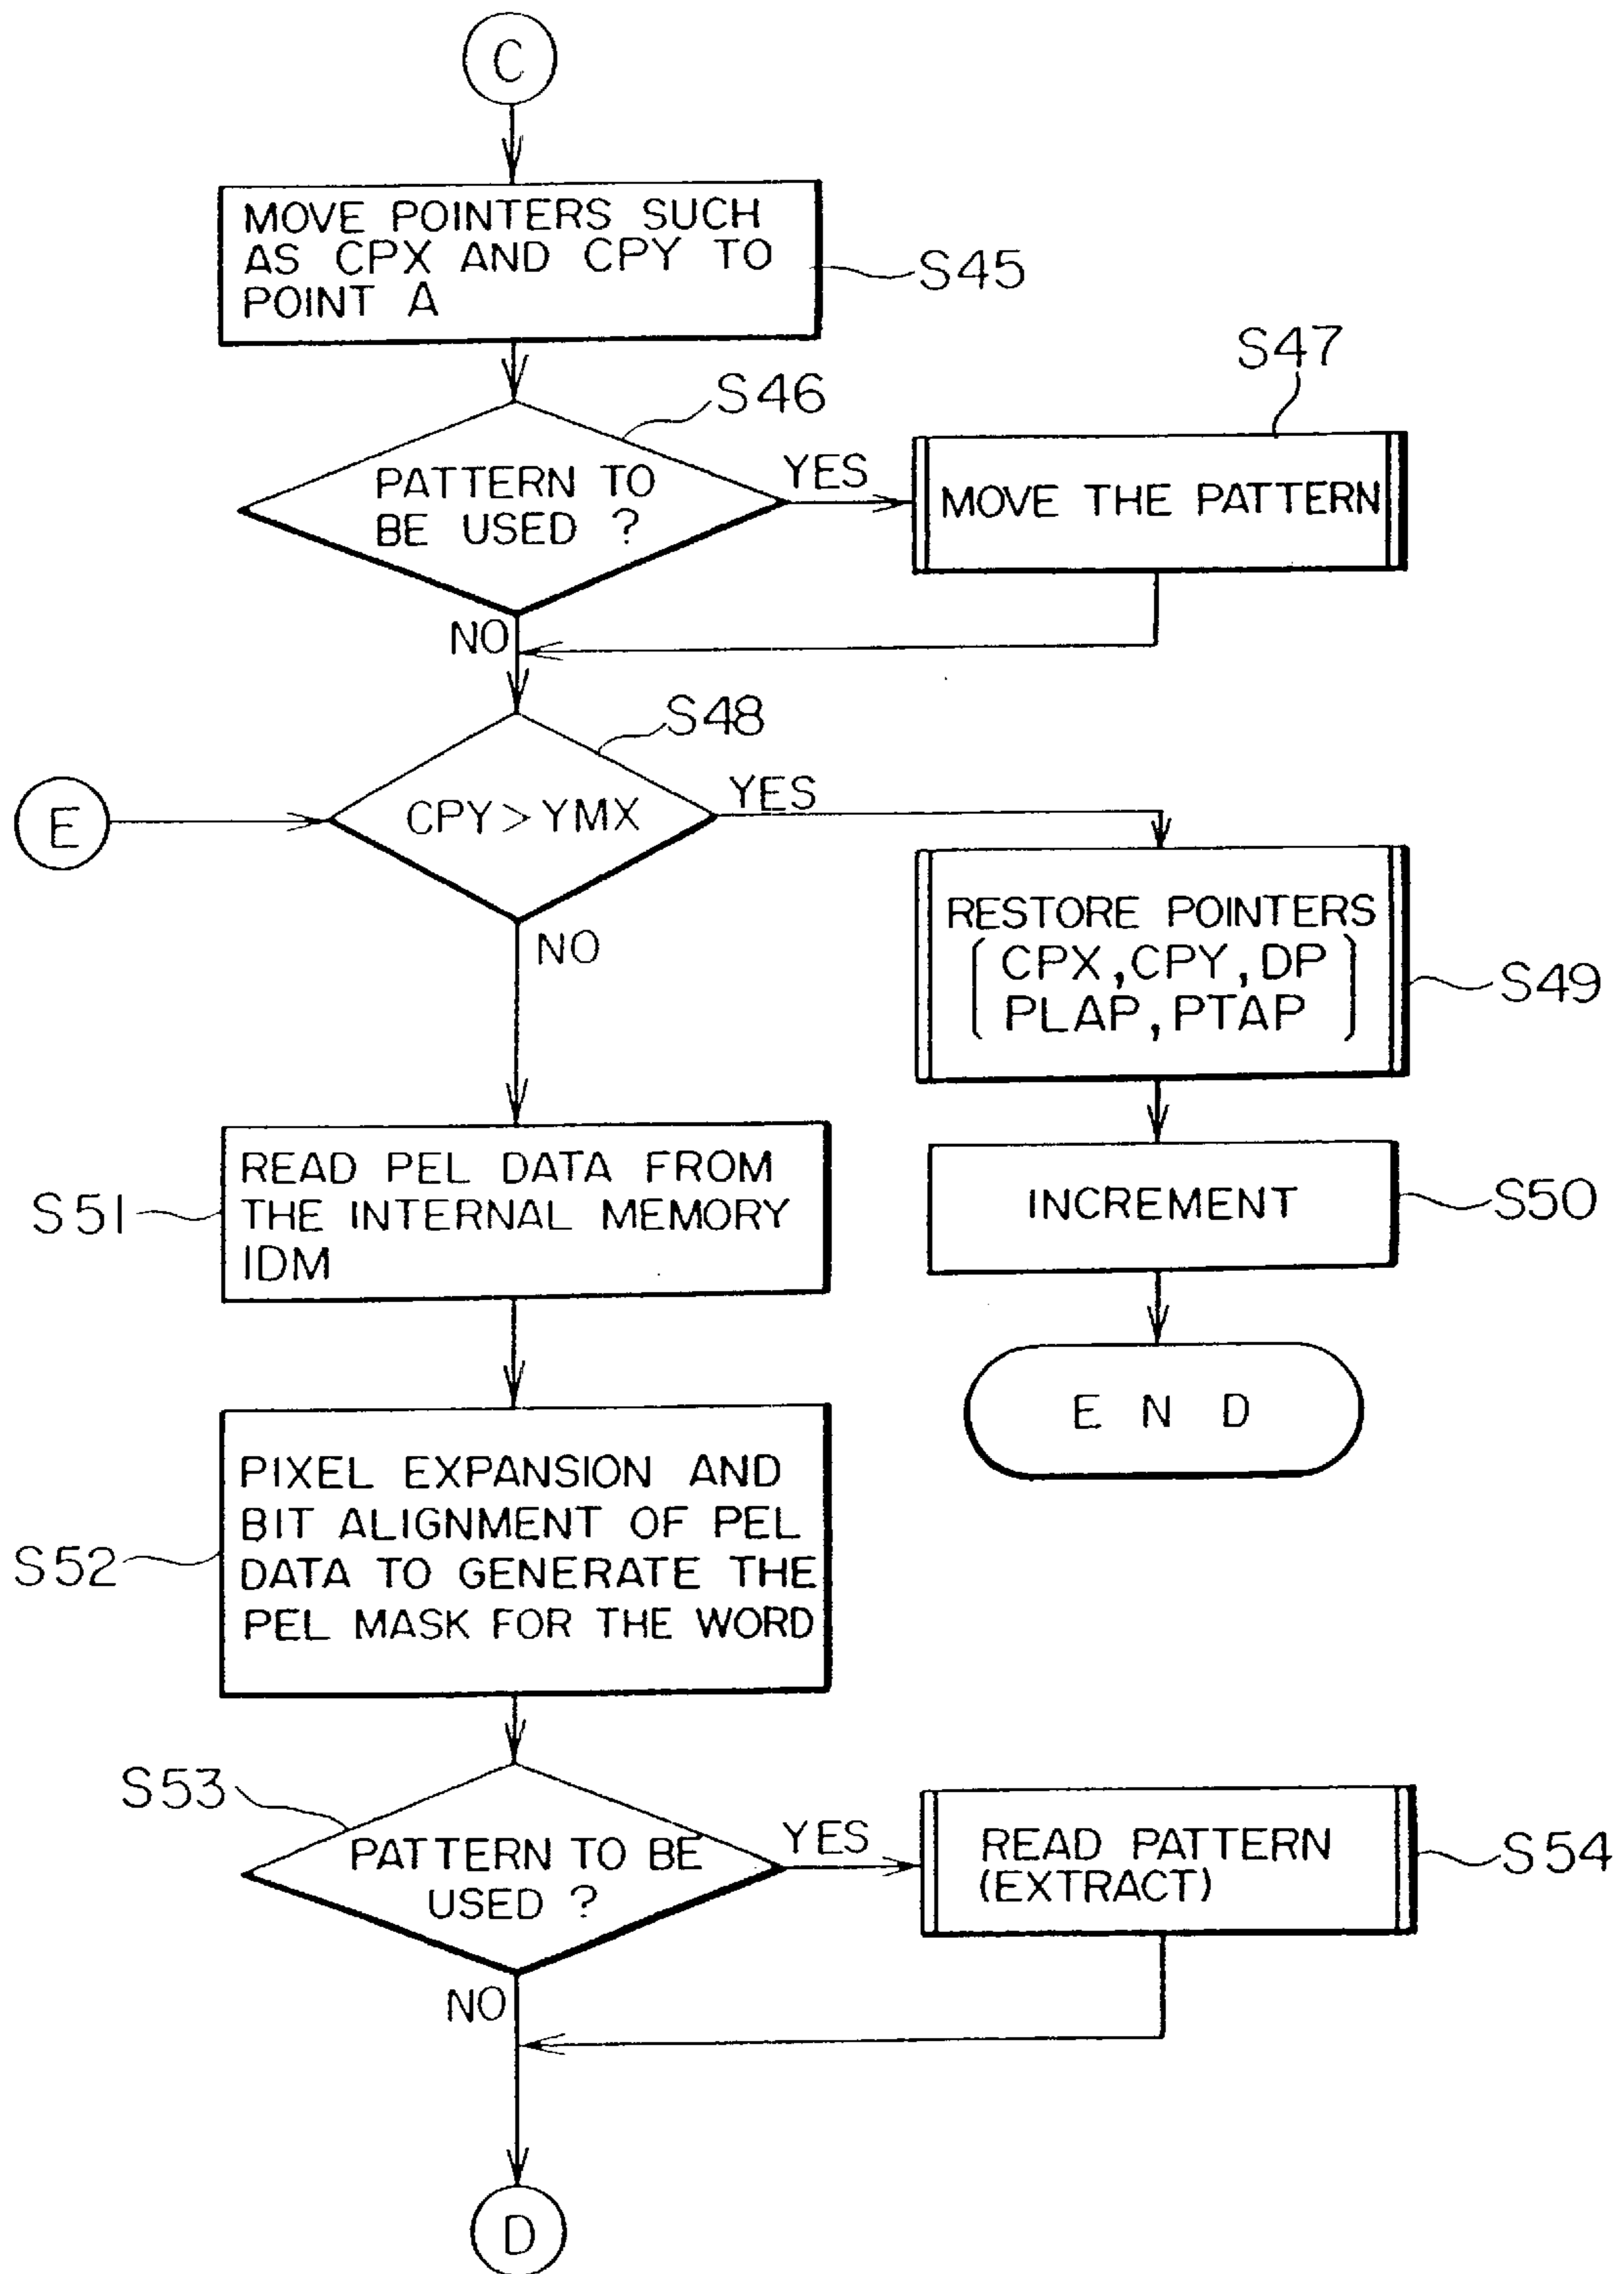 C
MOVE POINTERS SUCH
AS CPX AND CPY TO
POINT A
S45
S46
PATTERN TO
BE USED ?
YES
S47
MOVE THE PATTERN
NO
S48
E
CPY > YMX
YES
NO
RESTORE POINTERS
[ CPX, CPY, DP
PLAP, PTAP ]
S49
INCREMENT
S50
END
S51
READ PEL DATA FROM
THE INTERNAL MEMORY
IDM
S52
PIXEL EXPANSION AND
BIT ALIGNMENT OF PEL
DATA TO GENERATE THE
PEL MASK FOR THE WORD
S53
PATTERN TO BE
USED ?
YES
READ PATTERN
(EXTRACT)
S54
NO
D